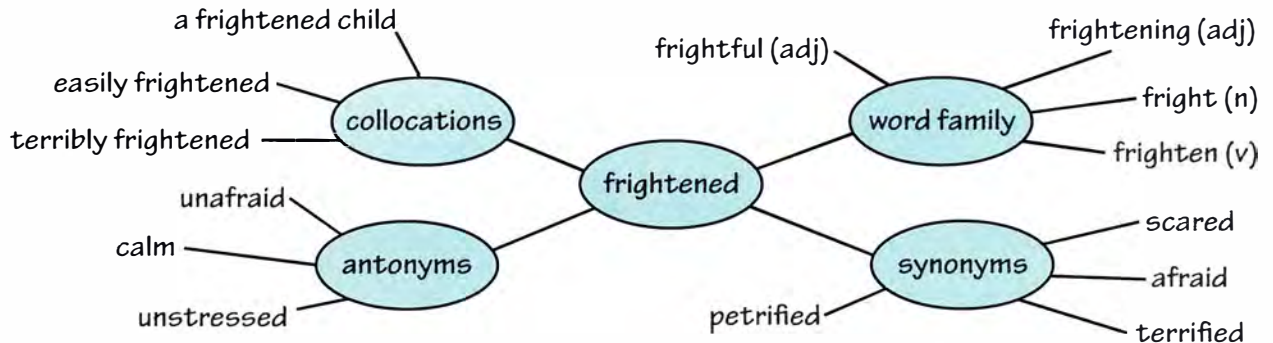 a frightened child
easily frightened
terribly frightened
collocations
frightful (adj)
frightening (adj)
fright (n)
frighten (v)
word family
frightened
unafraid
calm
unstressed
antonyms
synonyms
scared
afraid
terrified
petrified